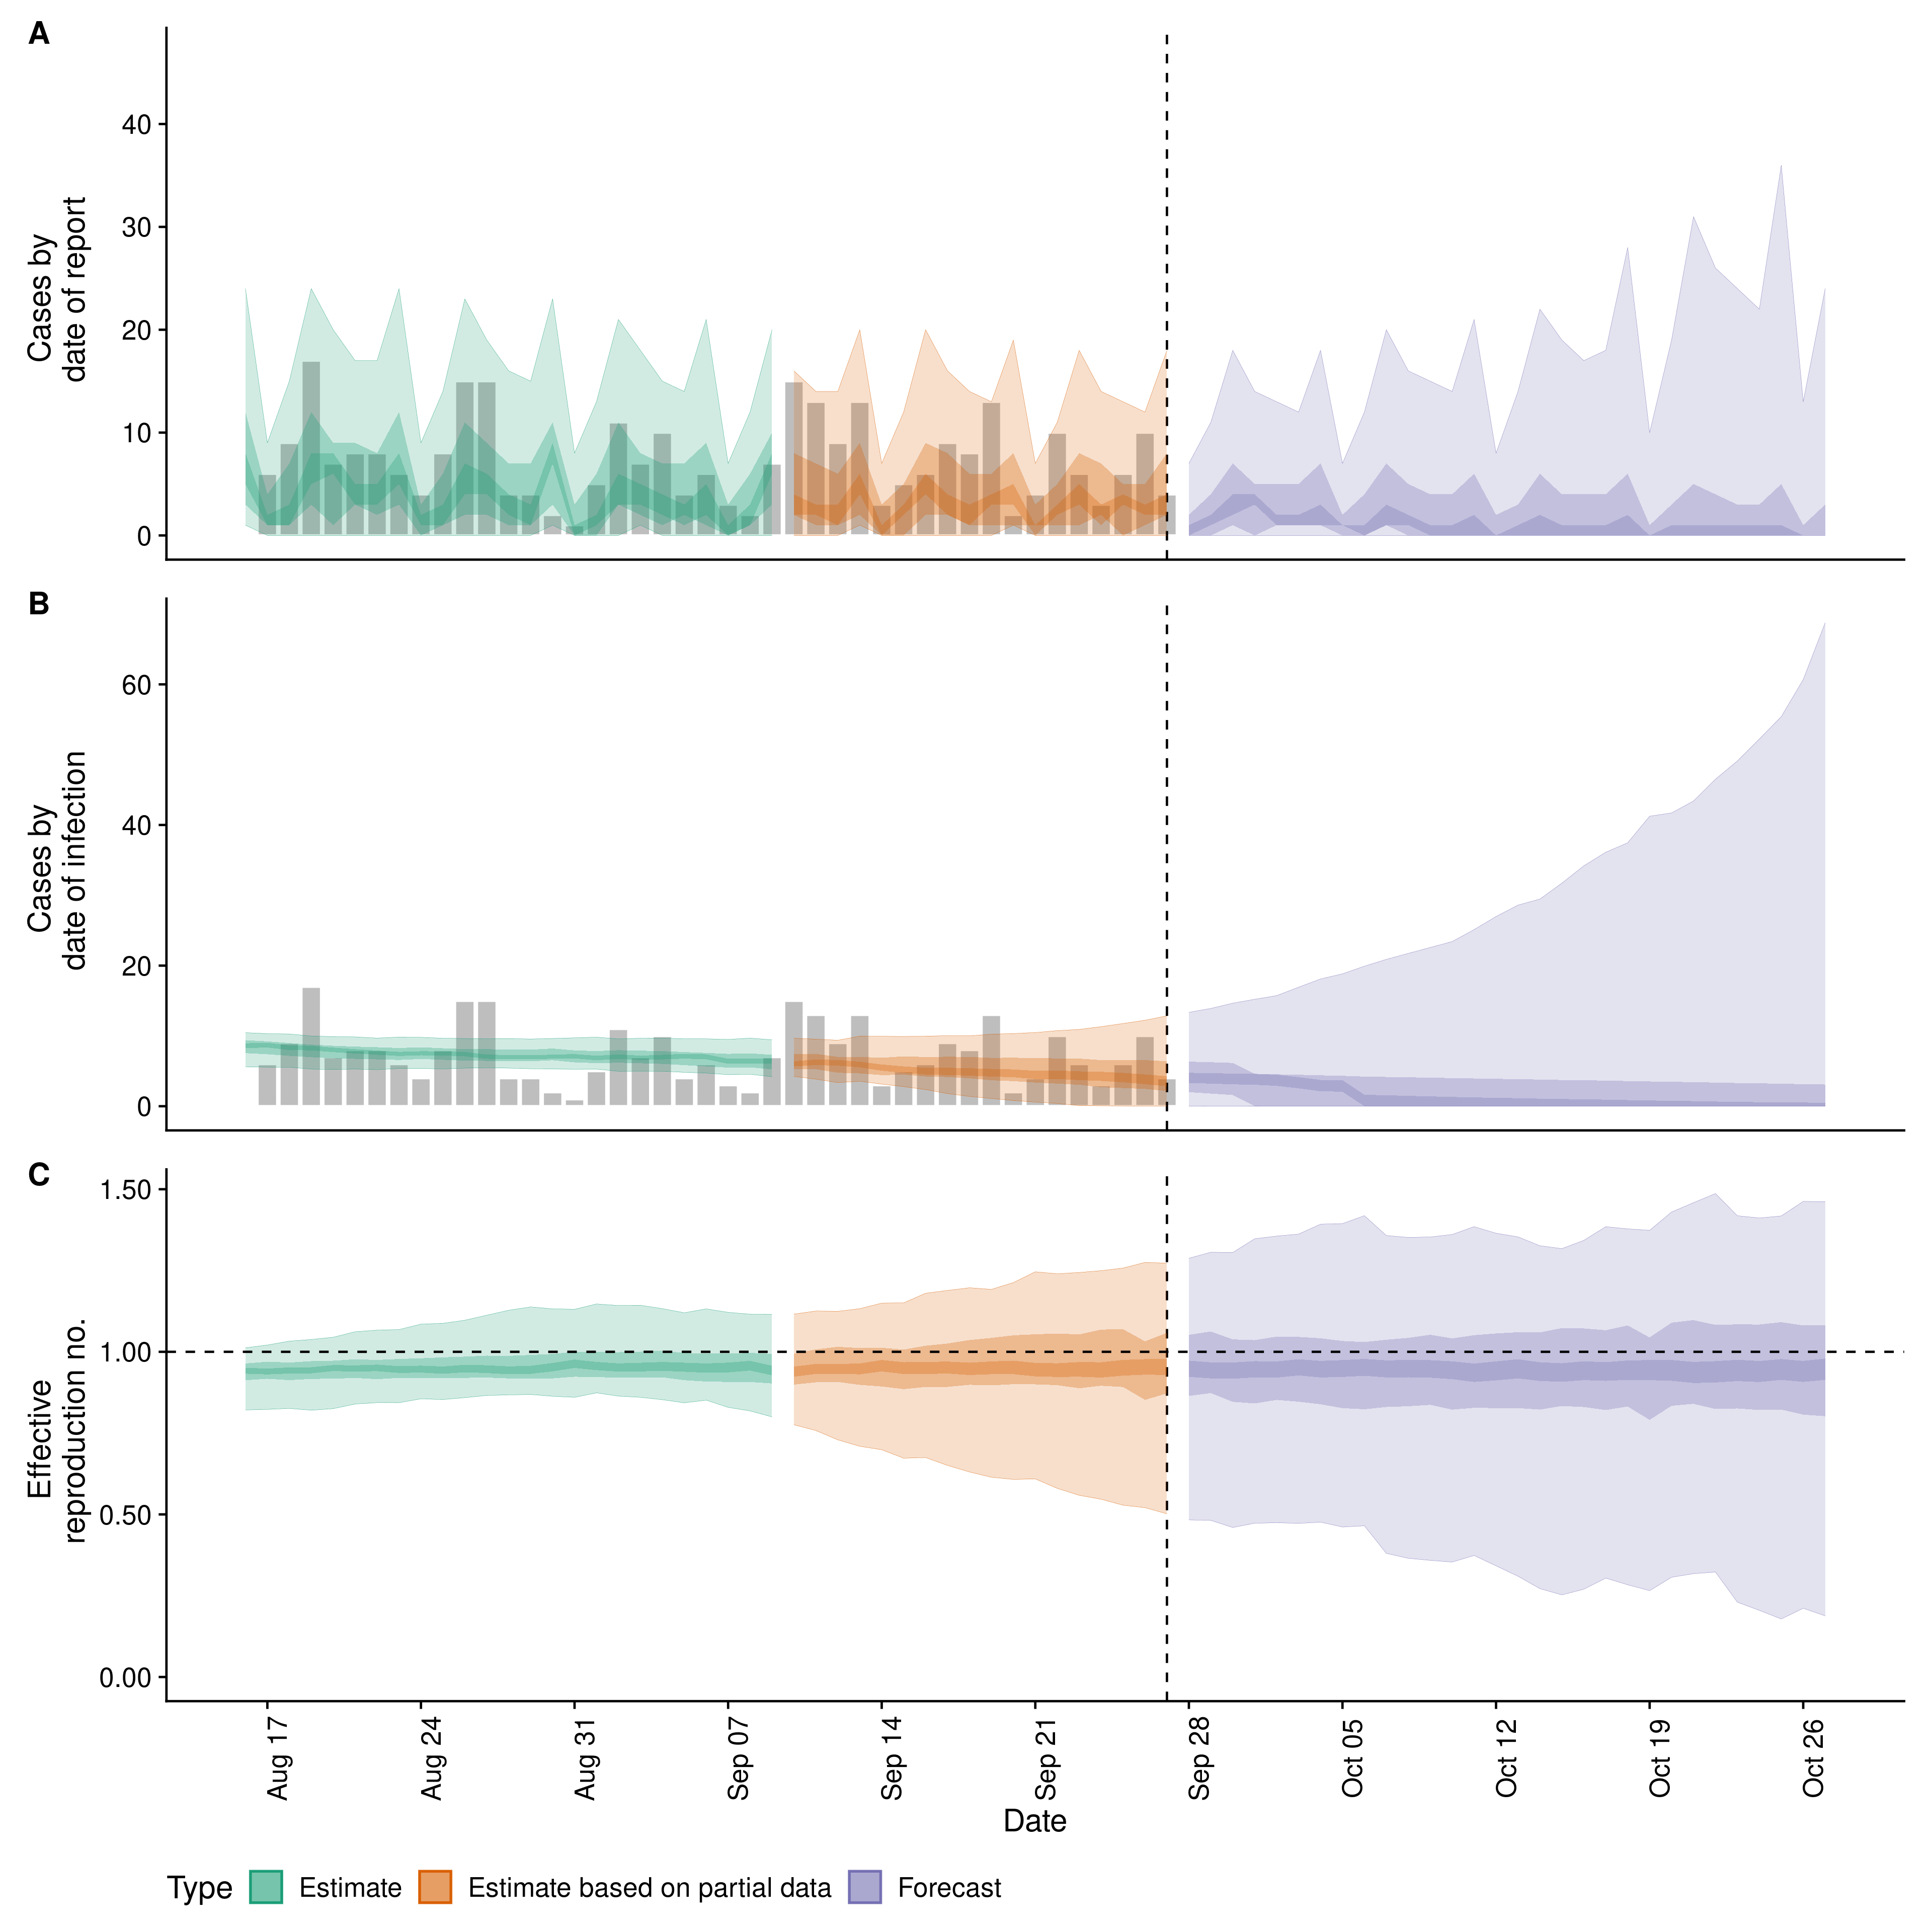 A
Cases by
date of report
40
30
20
10
0
B
Cases by
date of infection
60
40
20
0
C
Effective
reproduction no.
1.50
1.00
0.50
0.00
Aug 17
Aug 24
Aug 31
Sep 07
Sep 14
Sep 21
Sep 28
Oct 05
Oct 12
Oct 19
Oct 26
Date
Type Estimate Estimate based on partial data Forecast